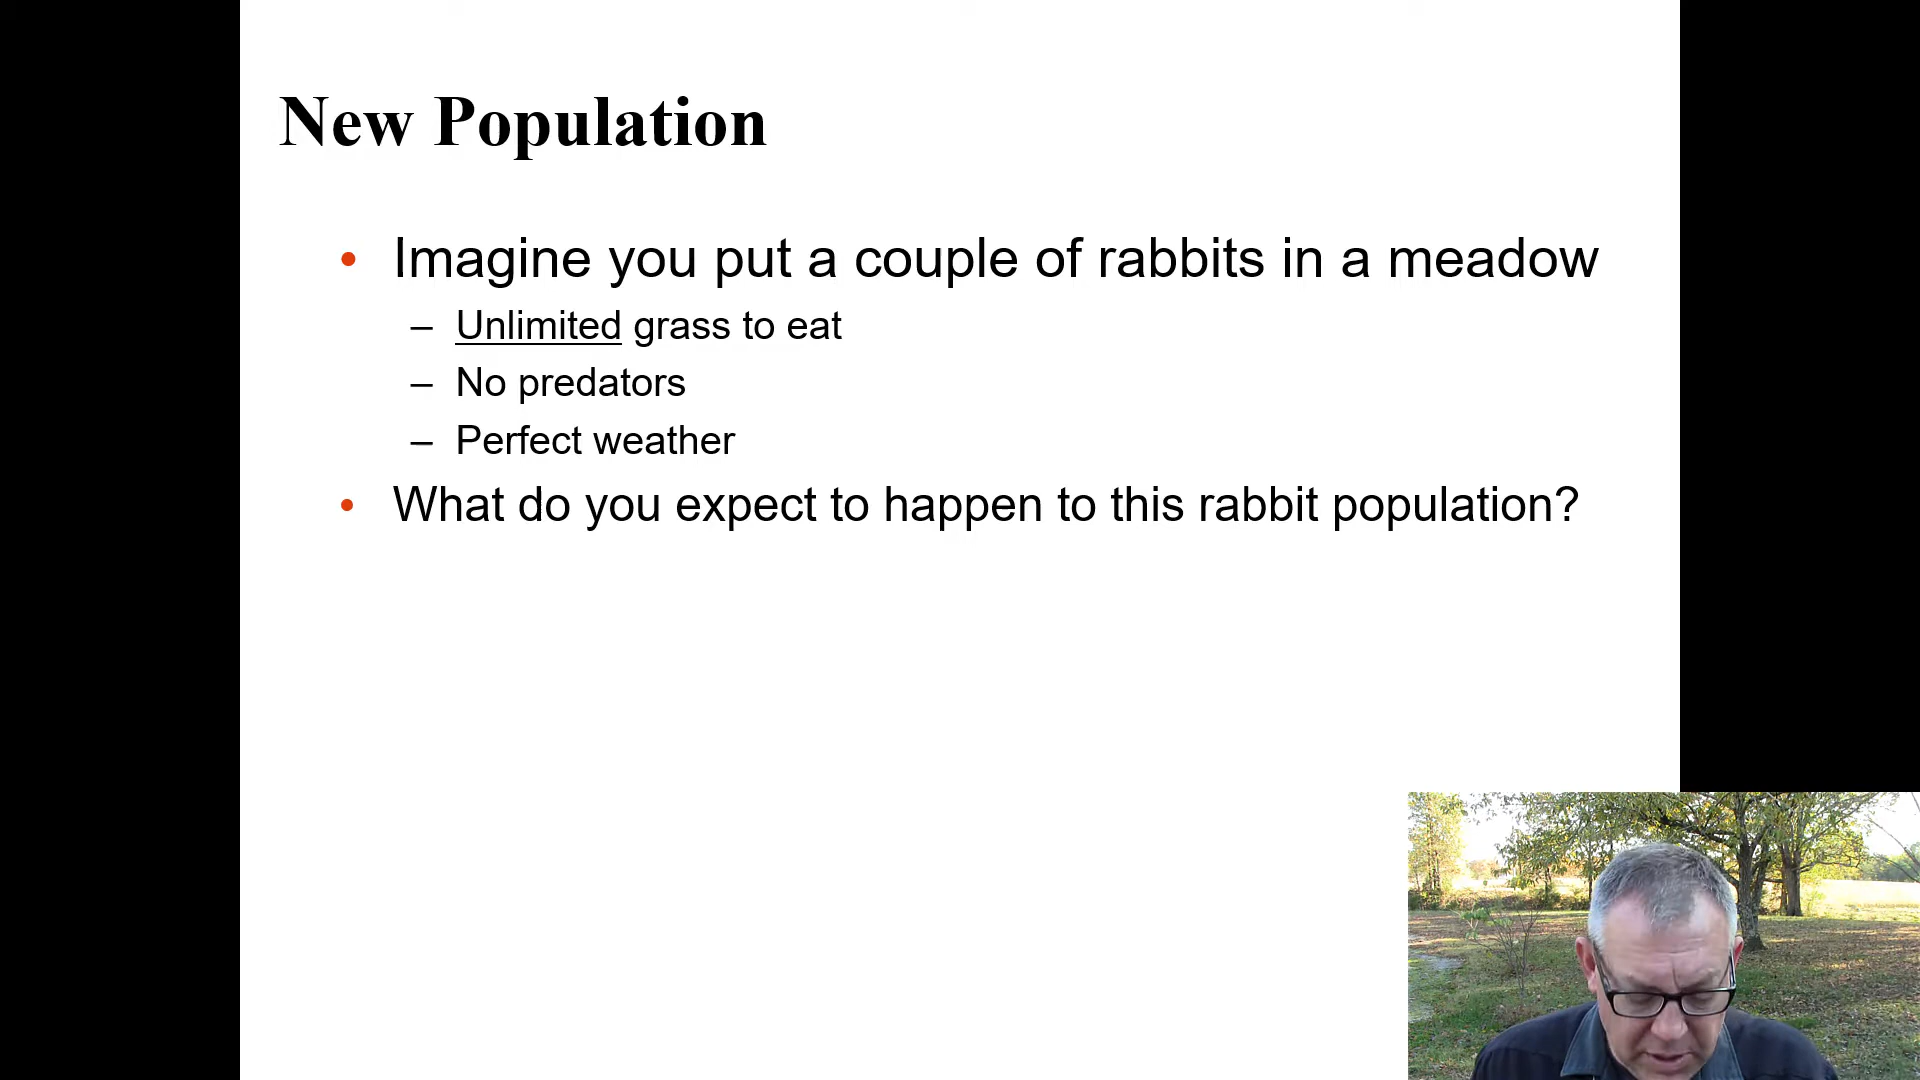 New Population
• Imagine you put a couple of rabbits in a meadow
– Unlimited grass to eat
– No predators
– Perfect weather
• What do you expect to happen to this rabbit population?